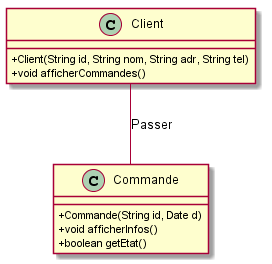 C Client
+Client(String id, String nom, String adr, String tel)
+void afficherCommandes()
Passer
C Commande
+Commande(String id, Date d)
+void afficherInfos()
+boolean getEtat()